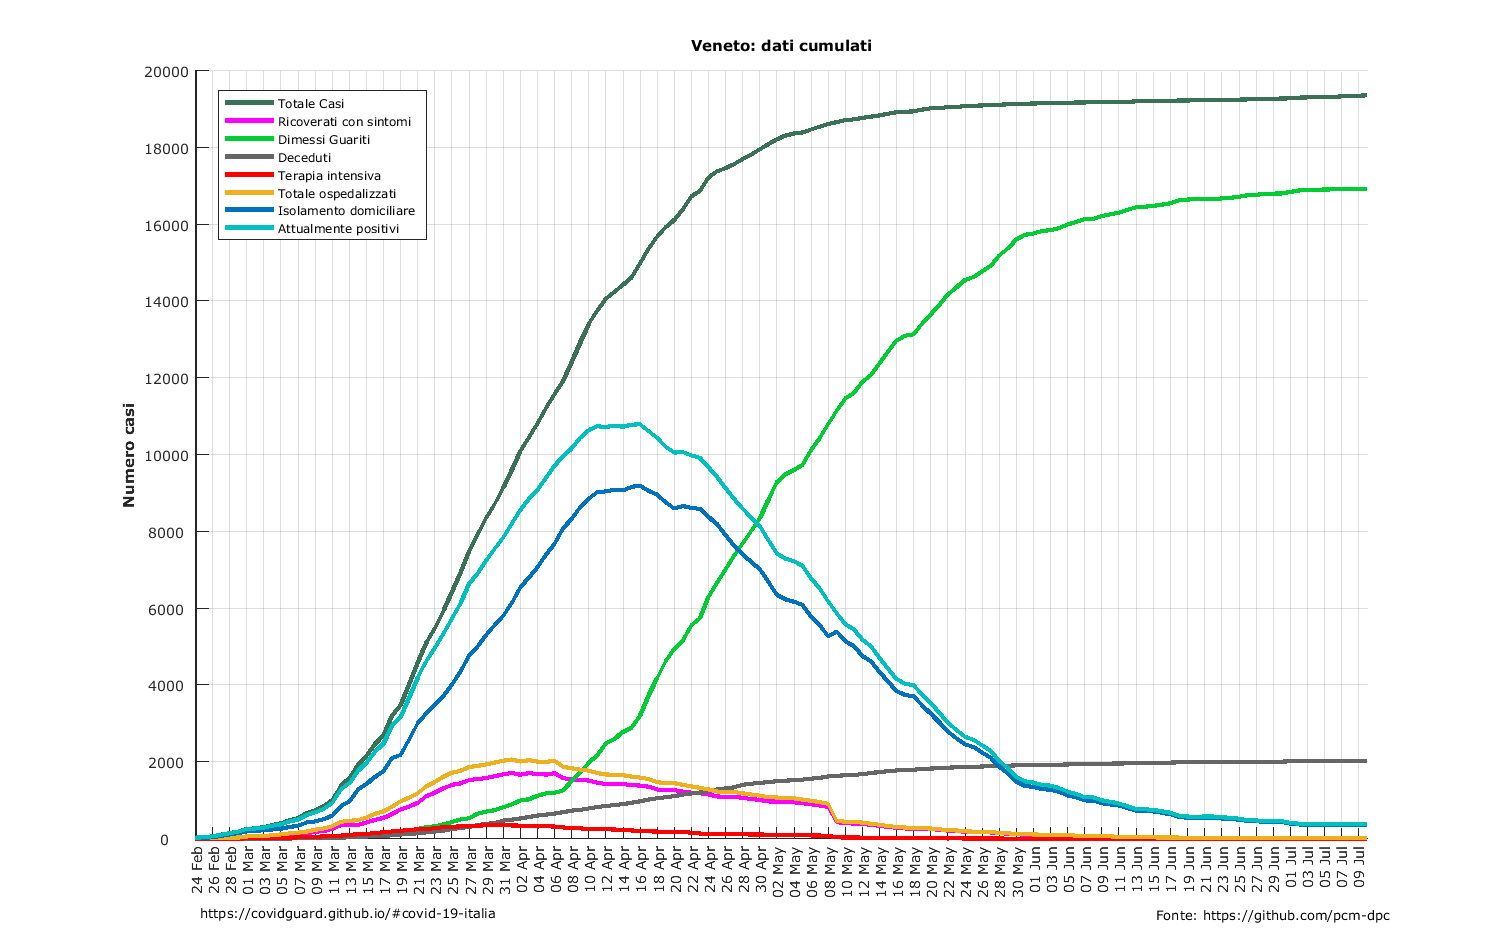 Veneto: dati cumulati
Numero casi
20000
18000
16000
14000
12000
10000
8000
6000
4000
2000
0
Totale Casi
Ricoverati con sintomi
Dimessi Guariti
Deceduti
Terapia intensiva
Totale ospedalizzati
Isolamento domiciliare
Attualmente positivi
24 Feb
26 Feb
28 Feb
01 Mar
03 Mar
05 Mar
07 Mar
09 Mar
11 Mar
13 Mar
15 Mar
17 Mar
19 Mar
21 Mar
23 Mar
25 Mar
27 Mar
29 Mar
31 Mar
02 Apr
04 Apr
06 Apr
08 Apr
10 Apr
12 Apr
14 Apr
16 Apr
18 Apr
20 Apr
22 Apr
24 Apr
26 Apr
28 Apr
30 Apr
02 May
04 May
06 May
08 May
10 May
12 May
14 May
16 May
18 May
20 May
22 May
24 May
26 May
28 May
30 May
01 Jun
03 Jun
05 Jun
07 Jun
09 Jun
11 Jun
13 Jun
15 Jun
17 Jun
19 Jun
21 Jun
23 Jun
25 Jun
27 Jun
29 Jun
01 Jul
03 Jul
05 Jul
07 Jul
09 Jul
https://covidguard.github.io/#covid-19-italia
Fonte: https://github.com/pcm-dpc